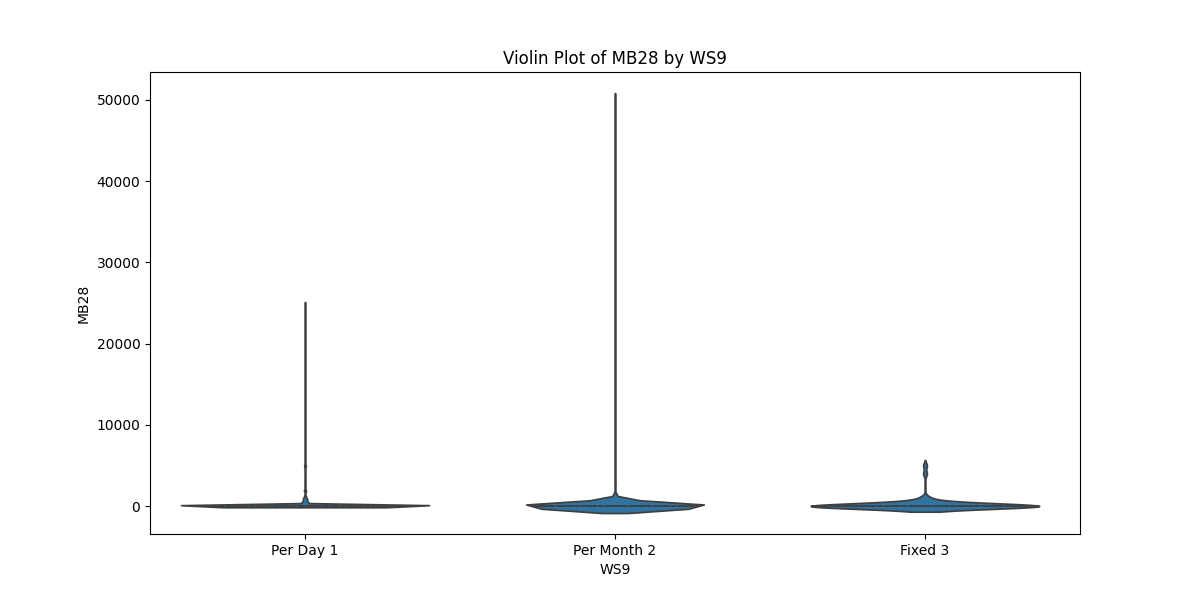 Violin Plot of MB28 by WS9
50000
40000
30000
20000
10000
0
MB28
Per Day 1
Per Month 2
Fixed 3
WS9